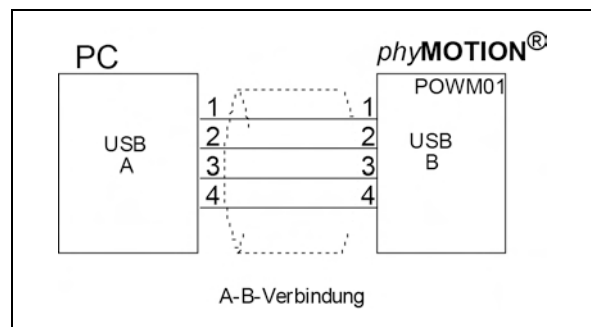 PC
phyMOTION®
POWM01
USB
A
1
2
3
4
1
2
3
4
USB
B
A-B-Verbindung